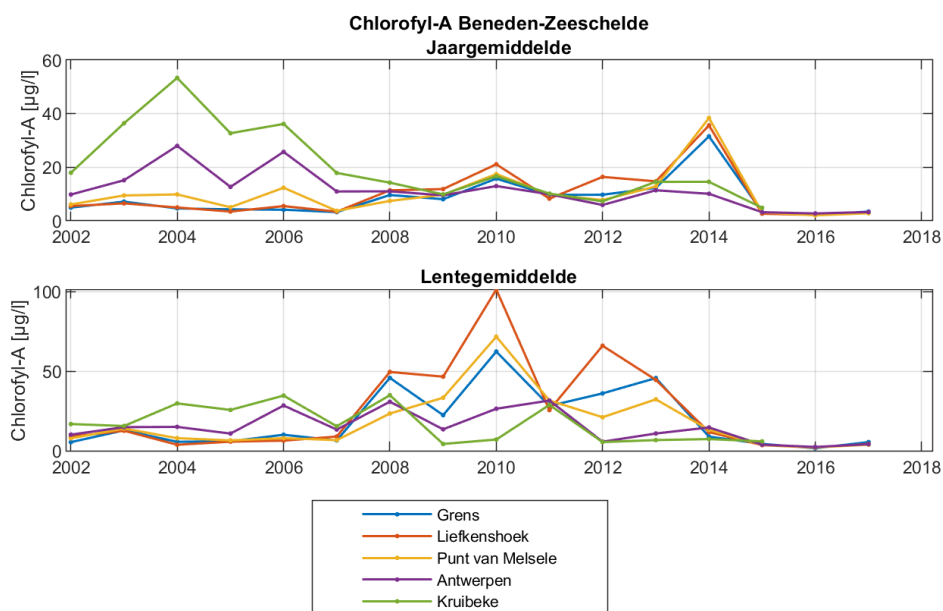 Chlorofyl-A Beneden-Zeeschelde
Jaargemiddelde
Chlorofyl-A [µg/l]
60
40
20
0
2002 2004 2006 2008 2010 2012 2014 2016 2018
Lentegemiddelde
Chlorofyl-A [µg/l]
100
50
0
2002 2004 2006 2008 2010 2012 2014 2016 2018
Grens
Liefkenshoek
Punt van Melsele
Antwerpen
Kruibeke